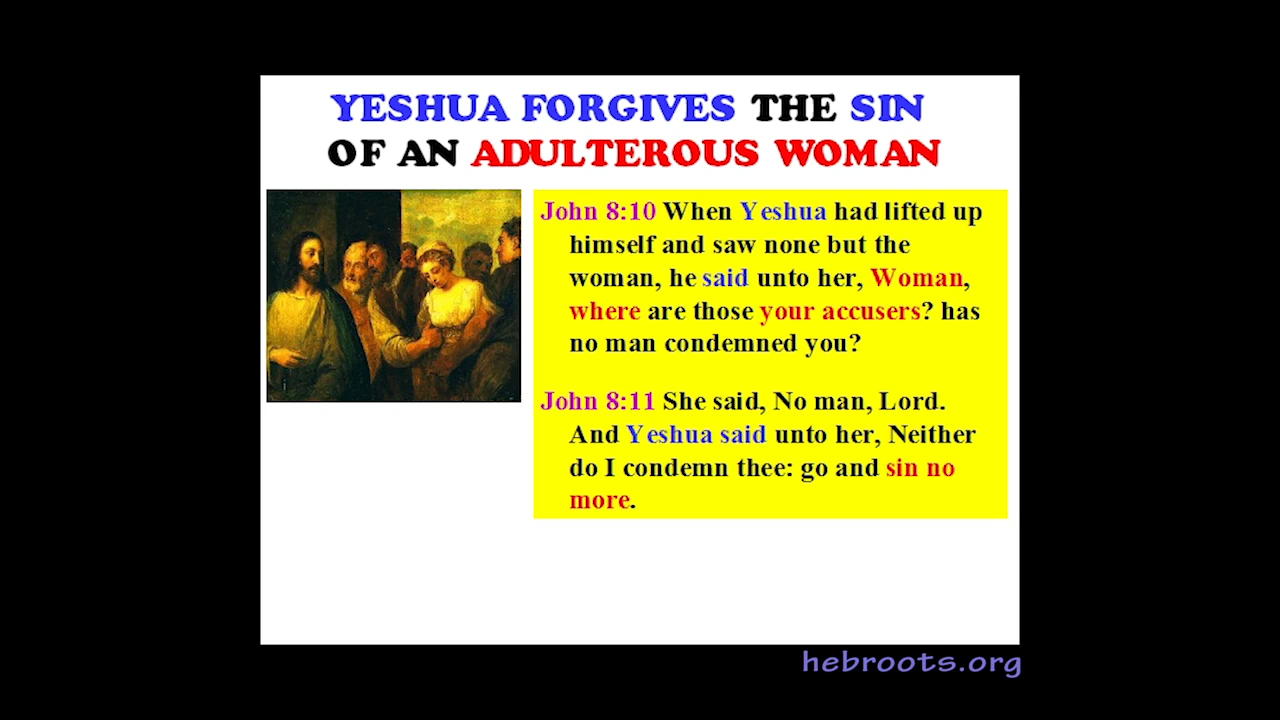 YESHUA FORGIVES THE SIN
OF AN ADULTEROUS WOMAN
John 8:10 When Yeshua had lifted up
himself and saw none but the
woman, he said unto her, Woman,
where are those your accusers? has
no man condemned you?
John 8:11 She said, No man, Lord.
And Yeshua said unto her, Neither
do I condemn thee: go and sin no
more.
hebroots.org